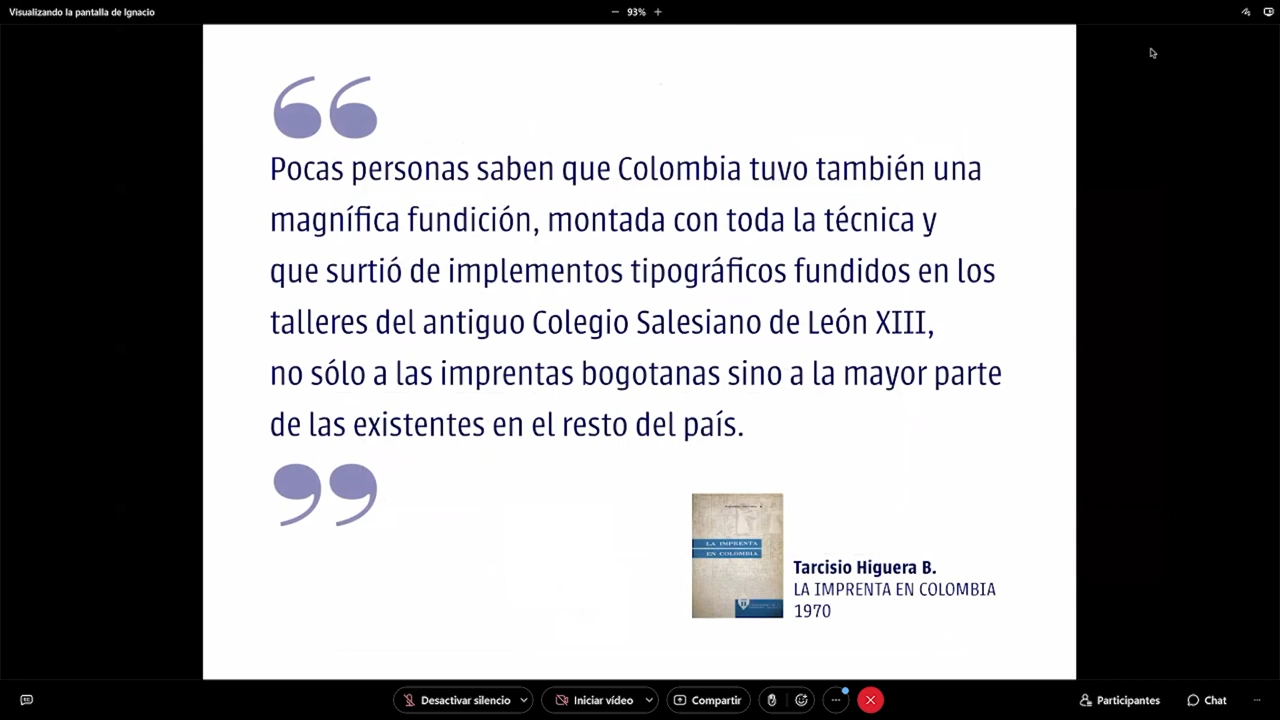 Visualizando la pantalla de Ignacio
93%
“
Pocas personas saben que Colombia tuvo también una
magnífica fundición, montada con toda la técnica y
que surtió de implementos tipográficos fundidos en los
talleres del antiguo Colegio Salesiano de León XIII,
no sólo a las imprentas bogotanas sino a la mayor parte
de las existentes en el resto del país.
”
LA IMPRENTA
EN COLOMBIA
Tarcisio Higuera B.
LA IMPRENTA EN COLOMBIA
1970
Desactivar silencio
Iniciar vídeo
Compartir
Participantes
Chat